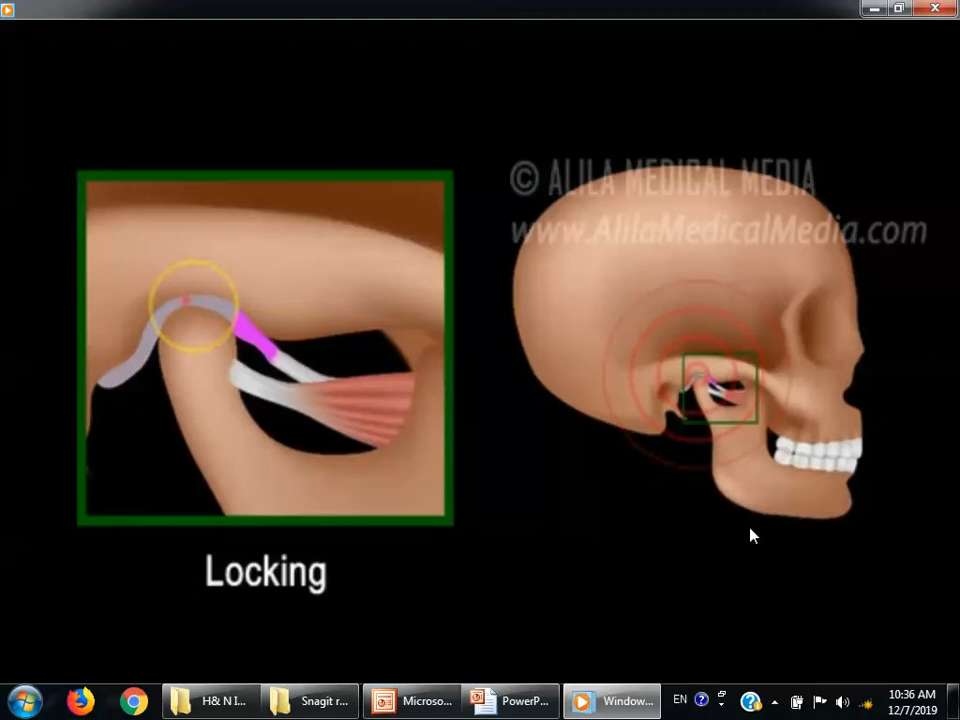 © ALILA MEDICAL MEDIA
www.AlilaMedicalMedia.com
Locking
H& N I...
Snagit r...
Microso...
PowerP...
Window...
EN
10:36 AM
12/7/2019